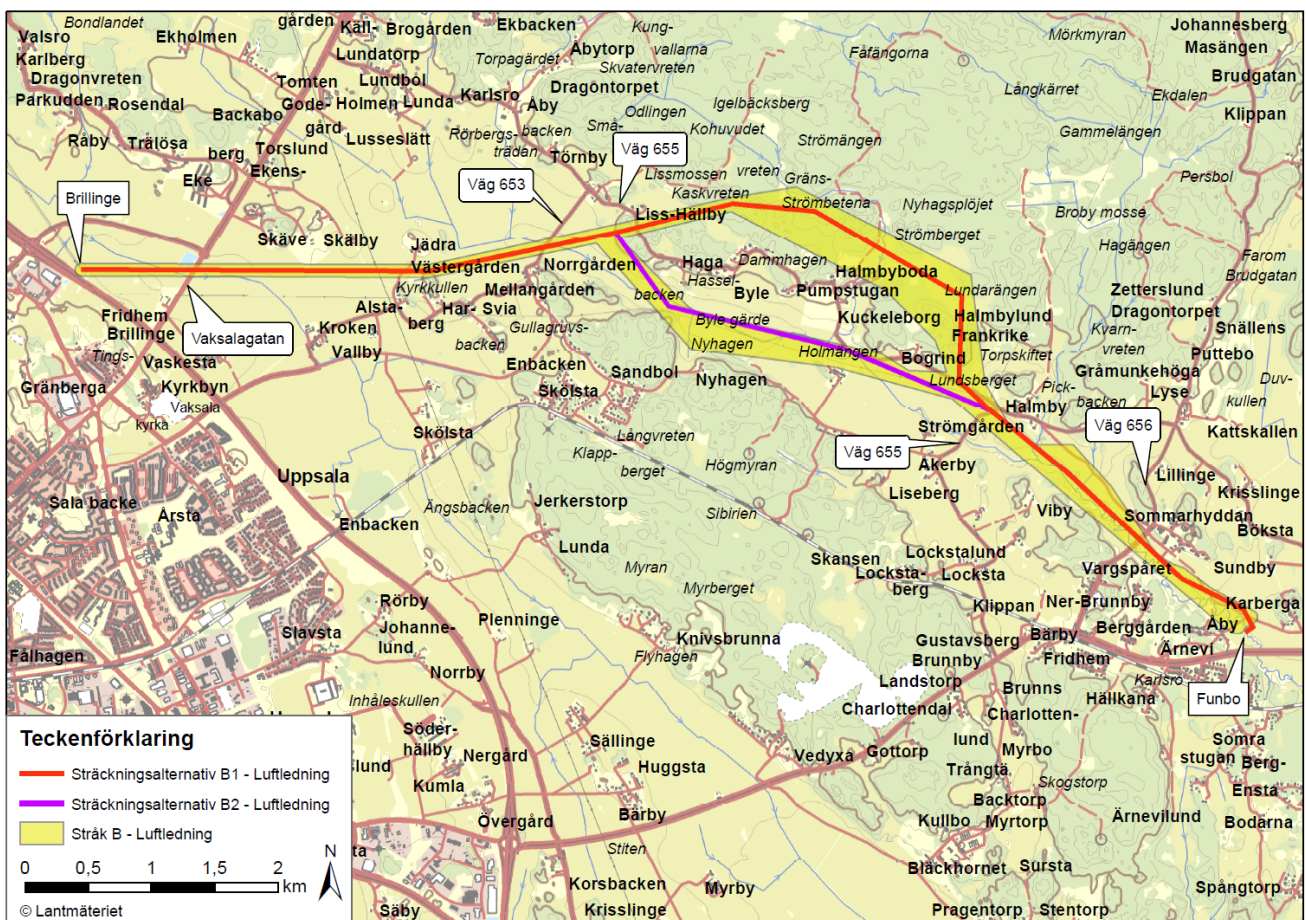 Bondlandet
gården
Käll-
Brogården
Ekbacken
Kung-
Johannesberg
Valsro
Ekholmen
Lundatorp
Torpagärdet
Åbytorp
vallarna
Fåfängorna
Mörkmyran
Masängen
Karlberg
Skvatervreten
Dragonvreten
Tomten
Lundbol
Dragontorpet
Långkärret
Brudgatan
Parkudden
Rosendal
Gode-
Holmen
Lunda
Karlsro
Åby
Igelbäcksberg
Ekdalen
Backabo
gård
Små-
Odlingen
Klippan
Råby
Trålösa
Lusseslätt
Rörbergs-
backen
Kohuvudet
Strömängen
Gammelängen
berg
Torslund
trädan
Törnby
Väg 655
Eke
Ekens-
Lissmossen
vreten
Gräns-
Persbol
Brillinge
Väg 653
Kaskvreten
Strömbetena
Nyhagsplöjet
Liss-Hällby
Broby mosse
Skäve
Skälby
Jädra
Strömberget
Hagängen
Västergården
Norrgården
Haga
Dammhagen
Farom
Halmbyboda
Brudgatan
Kyrkkullen
Mellangården
Hassel-
backen
Byle
Pumpstugan
Lundarängen
Zetterslund
Alsta-
berg
Har-
Svia
Kuckeleborg
Halmbylund
Dragontorpet
Fridhem
Brillinge
Vaksalagatan
Kroken
Gullagruvs-
backen
Byle gärde
Frankrike
Kvarn-
vreten
Snällens
Tings-
Vaskesta
Vallby
Nyhagen
Holmängen
Bogrind
Torpskiftet
Puttebo
Gränberga
Kyrkbyn
Enbacken
Sandbol
Nyhagen
Lundsberget
Pick-
backen
Gråmunkehöga
Duv-
kullen
Vaksala
kyrka
Skölsta
Halmby
Lyse
Skölsta
Långvreten
Strömgården
Väg 656
Kattskallen
Klapp-
berget
Högmyran
Väg 655
Åkerby
Uppsala
Liseberg
Lillinge
Sala backe
Årsta
Ängsbacken
Jerkerstorp
Sibirien
Viby
Krisslinge
Enbacken
Sommarhyddan
Böksta
Lunda
Skansen
Lockstalund
Myran
Locksta-
berg
Locksta
Vargspåret
Sundby
Myrberget
Rörby
Klippan
Ner-Brunnby
Karberga
Johanne-
lund
Plenninge
Slavsta
Knivsbrunna
Gustavsberg
Bärby
Berggården
Åby
Fålhagen
Flyhagen
Brunnby
Fridhem
Ärnevi
Norrby
Landstorp
Karlsro
Inhåleskullen
Brunns
Hällkana
Funbo
Charlottendal
Charlotten-
lund
Söder-
hällby
Sällinge
Sömra
stugan
Nergård
Vedyxa
Gottorp
Myrbo
Berg-
lund
Huggsta
Trångtä
Skogstorp
Ensta
Kumla
Backtorp
Övergård
Bärby
Kullbo
Myrtorp
Ärnevilund
Bodarna
Stiten
Bläckhornet
Sursta
Korsbacken
Myrby
Spångtorp
Säby
Krisslinge
Pragentorp
Stentorp
Teckenförklaring
Sträckningsalternativ B1 - Luftledning
Sträckningsalternativ B2 - Luftledning
Stråk B - Luftledning
0 0,5 1 1,5 2
km
N
© Lantmäteriet